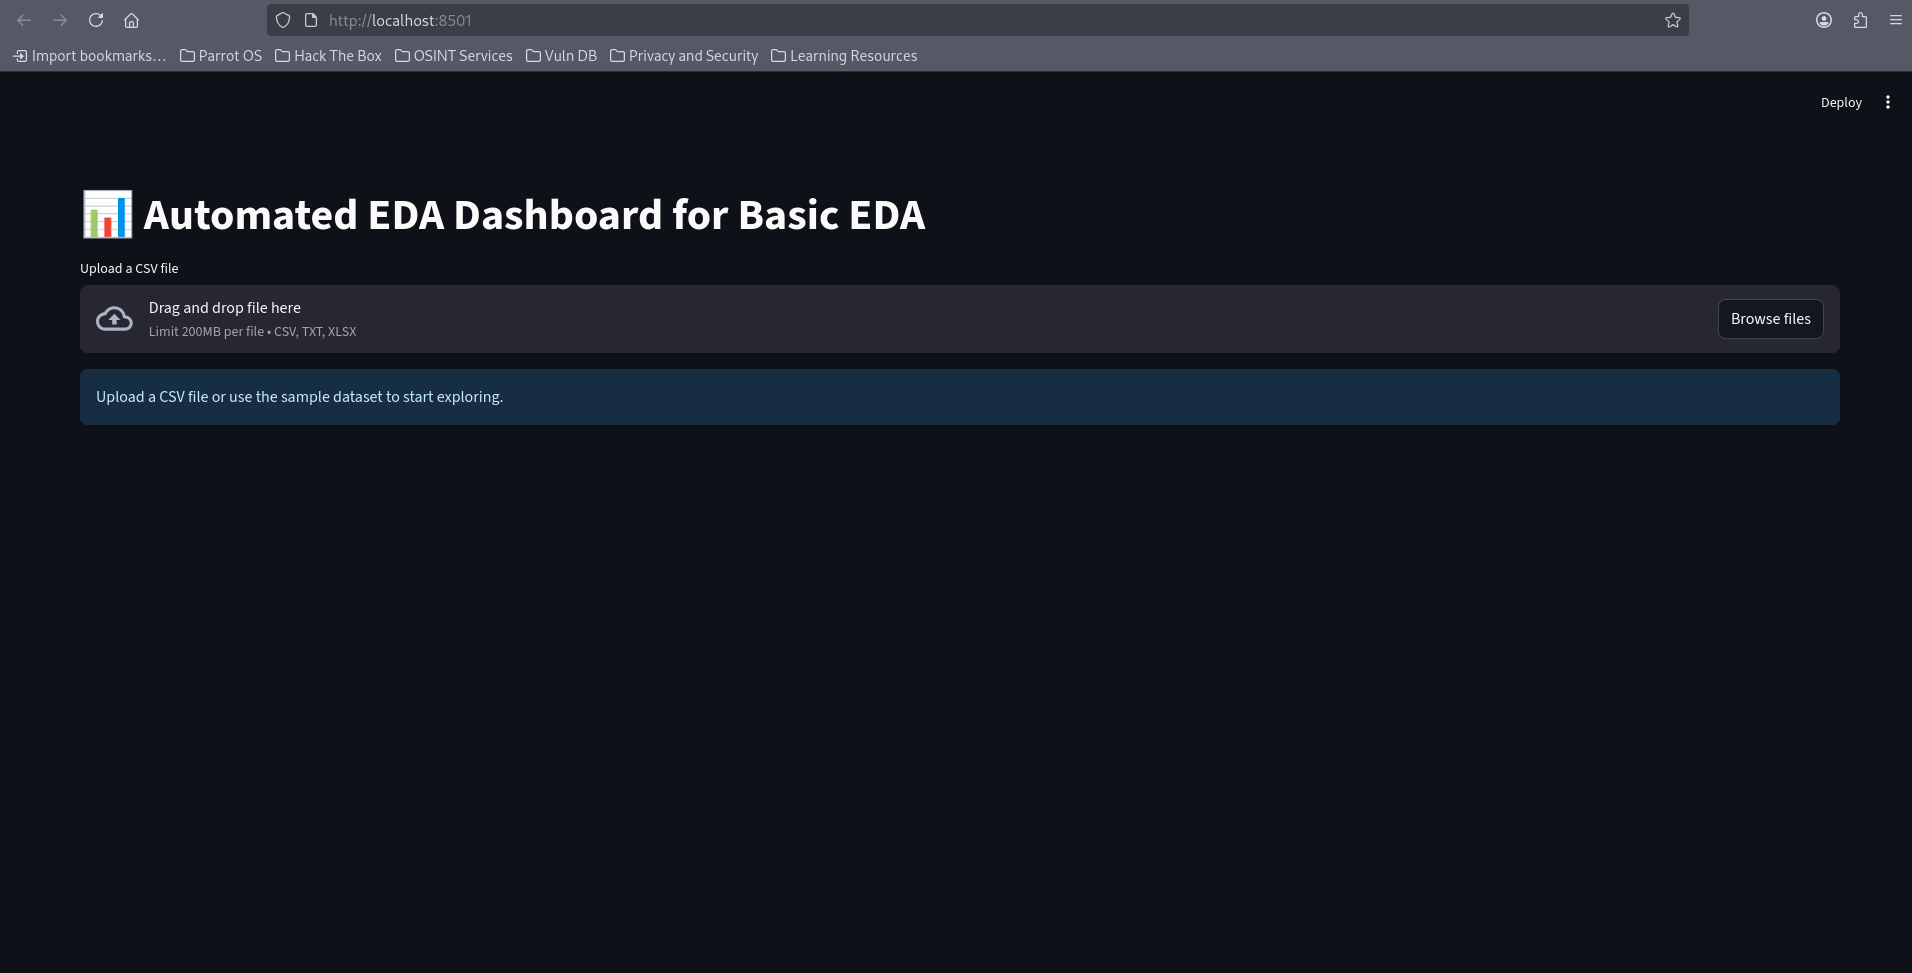 http://localhost:8501
Import bookmarks... Parrot OS Hack The Box OSINT Services Vuln DB Privacy and Security Learning Resources
Deploy
Automated EDA Dashboard for Basic EDA
Upload a CSV file
Drag and drop file here
Limit 200MB per file • CSV, TXT, XLSX
Browse files
Upload a CSV file or use the sample dataset to start exploring.